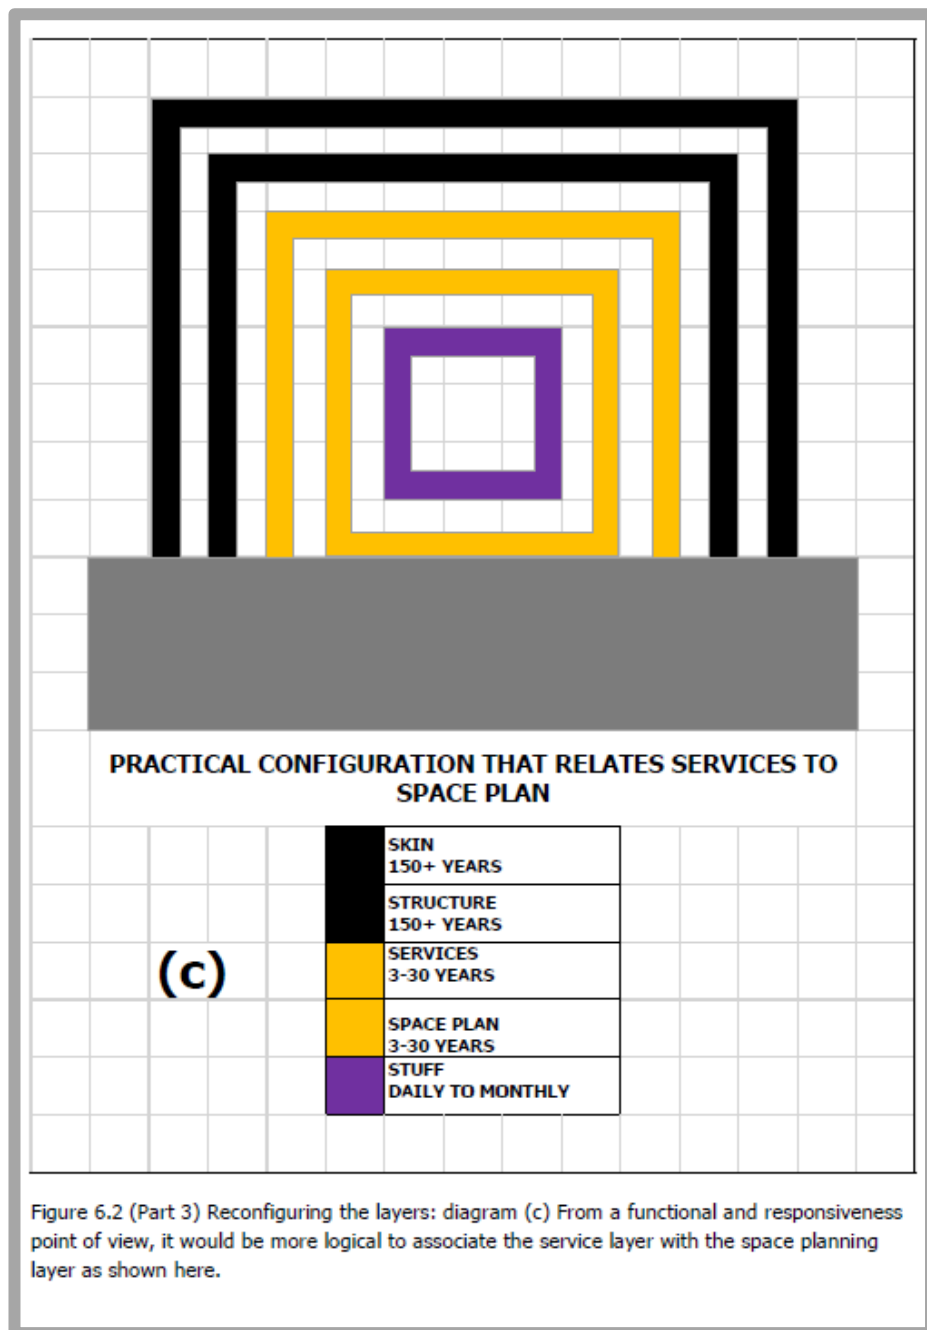 PRACTICAL CONFIGURATION THAT RELATES SERVICES TO
SPACE PLAN
SKIN
150+ YEARS
STRUCTURE
150+ YEARS
(c)
SERVICES
3-30 YEARS
SPACE PLAN
3-30 YEARS
STUFF
DAILY TO MONTHLY
Figure 6.2 (Part 3) Reconfiguring the layers: diagram (c) From a functional and responsiveness
point of view, it would be more logical to associate the service layer with the space planning
layer as shown here.